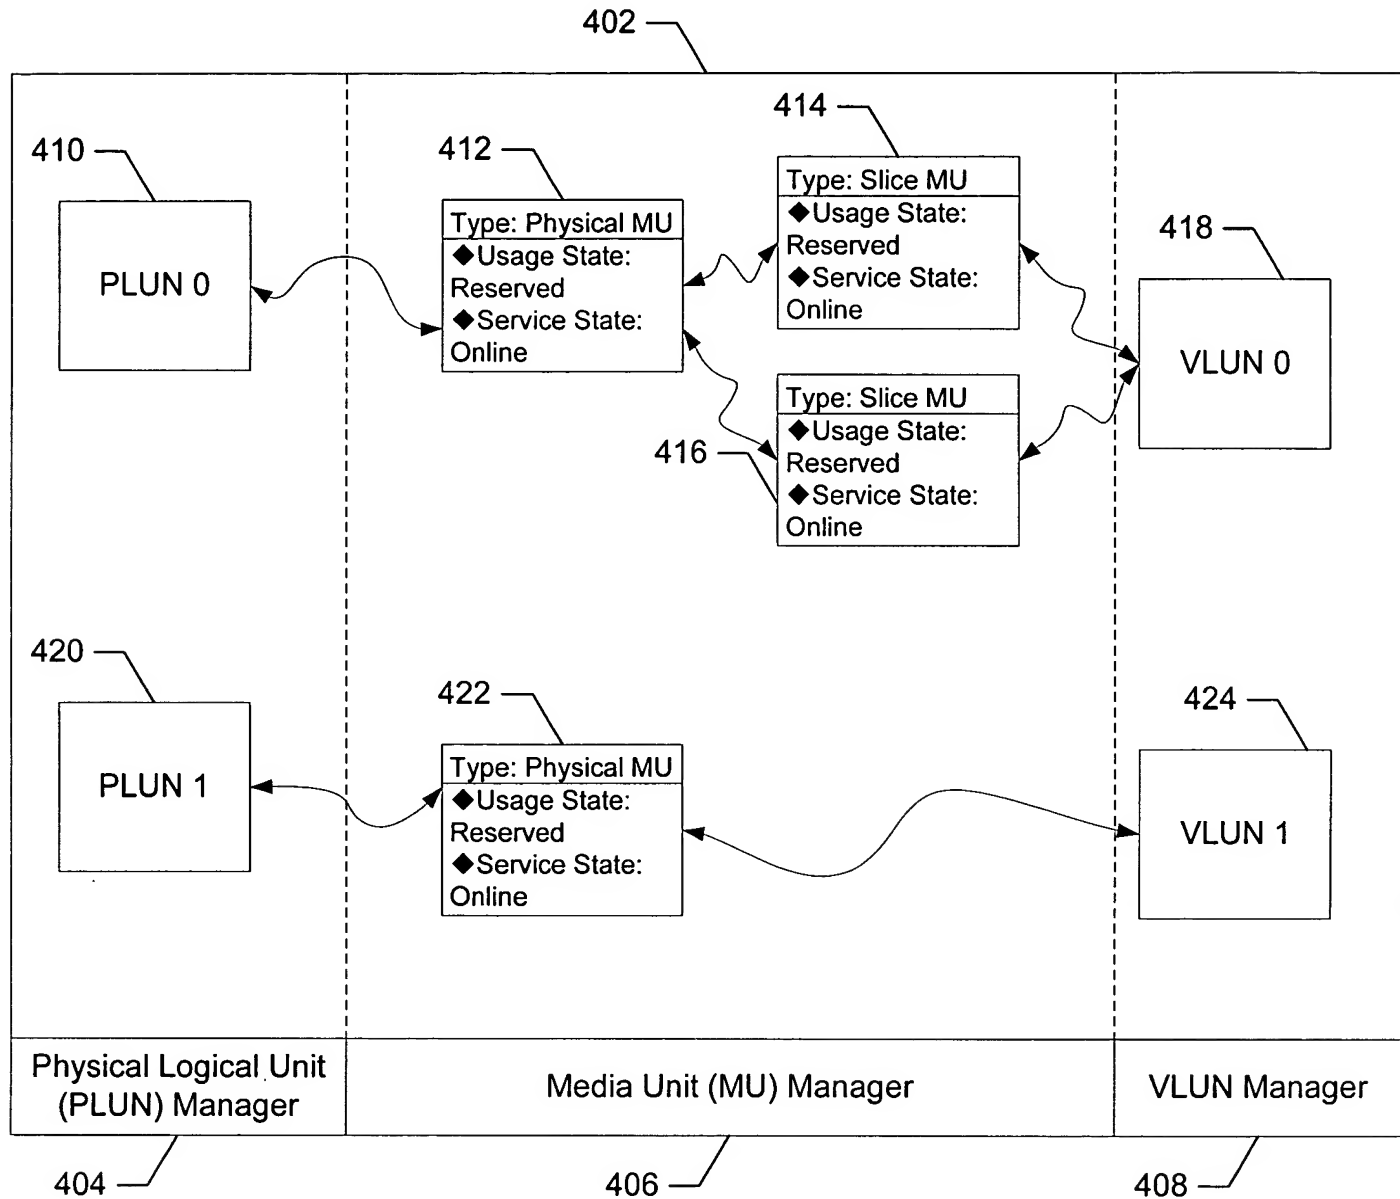 402
414
410
412
Type: Slice MU
◆Usage State:
Reserved
◆Service State:
Online
418
Type: Physical MU
◆Usage State:
Reserved
◆Service State:
Online
PLUN 0
VLUN 0
Type: Slice MU
◆Usage State:
Reserved
◆Service State:
Online
416
420
422
424
PLUN 1
Type: Physical MU
◆Usage State:
Reserved
◆Service State:
Online
VLUN 1
Physical Logical Unit
(PLUN) Manager
Media Unit (MU) Manager
VLUN Manager
404
406
408